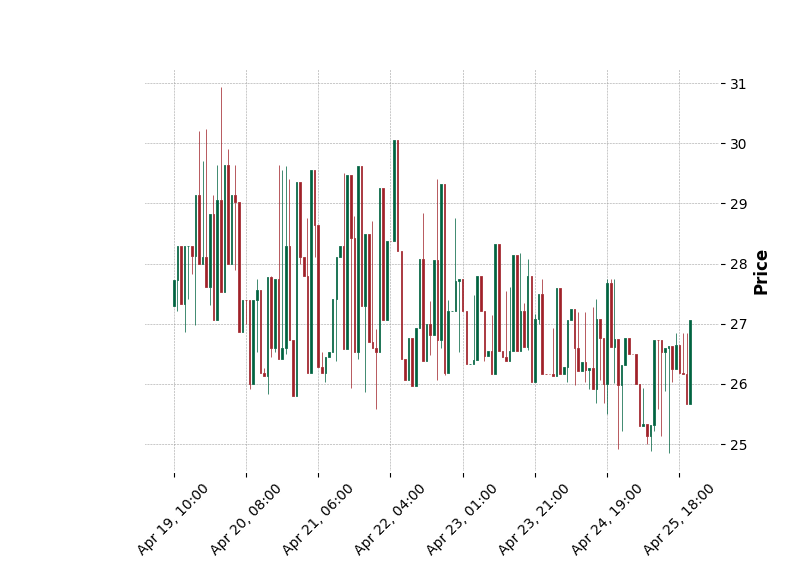 31
30
29
28
27
26
25
Price
Apr 19, 10:00
Apr 20, 08:00
Apr 21, 06:00
Apr 22, 04:00
Apr 23, 01:00
Apr 23, 21:00
Apr 24, 19:00
Apr 25, 18:00